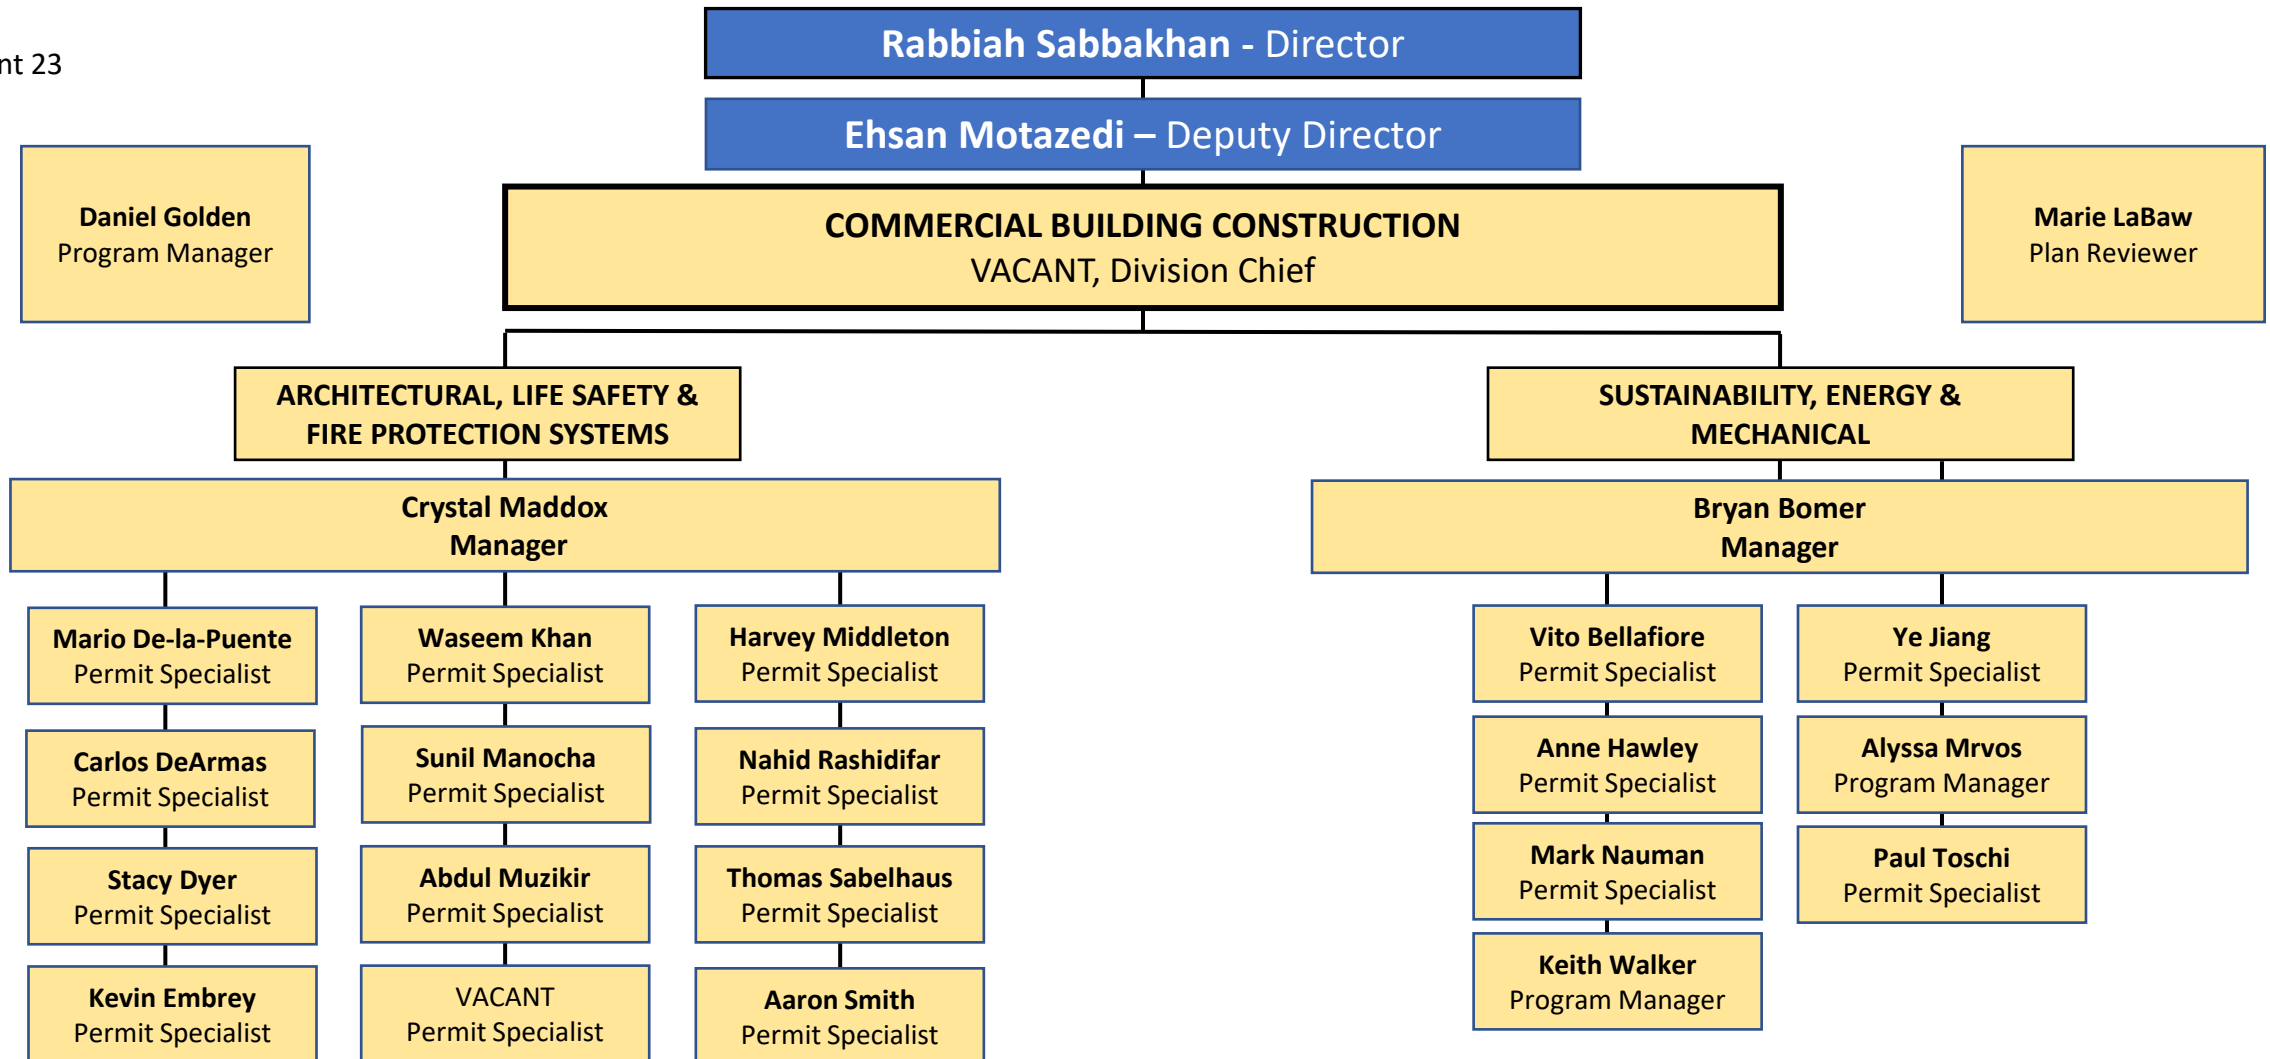 nt 23
Rabbiah Sabbakhan - Director
Ehsan Motazedi – Deputy Director
Daniel Golden
Program Manager
COMMERCIAL BUILDING CONSTRUCTION
VACANT, Division Chief
Marie LaBaw
Plan Reviewer
ARCHITECTURAL, LIFE SAFETY &
FIRE PROTECTION SYSTEMS
SUSTAINABILITY, ENERGY &
MECHANICAL
Crystal Maddox
Manager
Bryan Bomer
Manager
Mario De-la-Puente
Permit Specialist
Waseem Khan
Permit Specialist
Harvey Middleton
Permit Specialist
Vito Bellafiore
Permit Specialist
Ye Jiang
Permit Specialist
Carlos DeArmas
Permit Specialist
Sunil Manocha
Permit Specialist
Nahid Rashidifar
Permit Specialist
Anne Hawley
Permit Specialist
Alyssa Mrvos
Program Manager
Stacy Dyer
Permit Specialist
Abdul Muzikir
Permit Specialist
Thomas Sabelhaus
Permit Specialist
Mark Nauman
Permit Specialist
Paul Toschi
Permit Specialist
Kevin Embrey
Permit Specialist
VACANT
Permit Specialist
Aaron Smith
Permit Specialist
Keith Walker
Program Manager